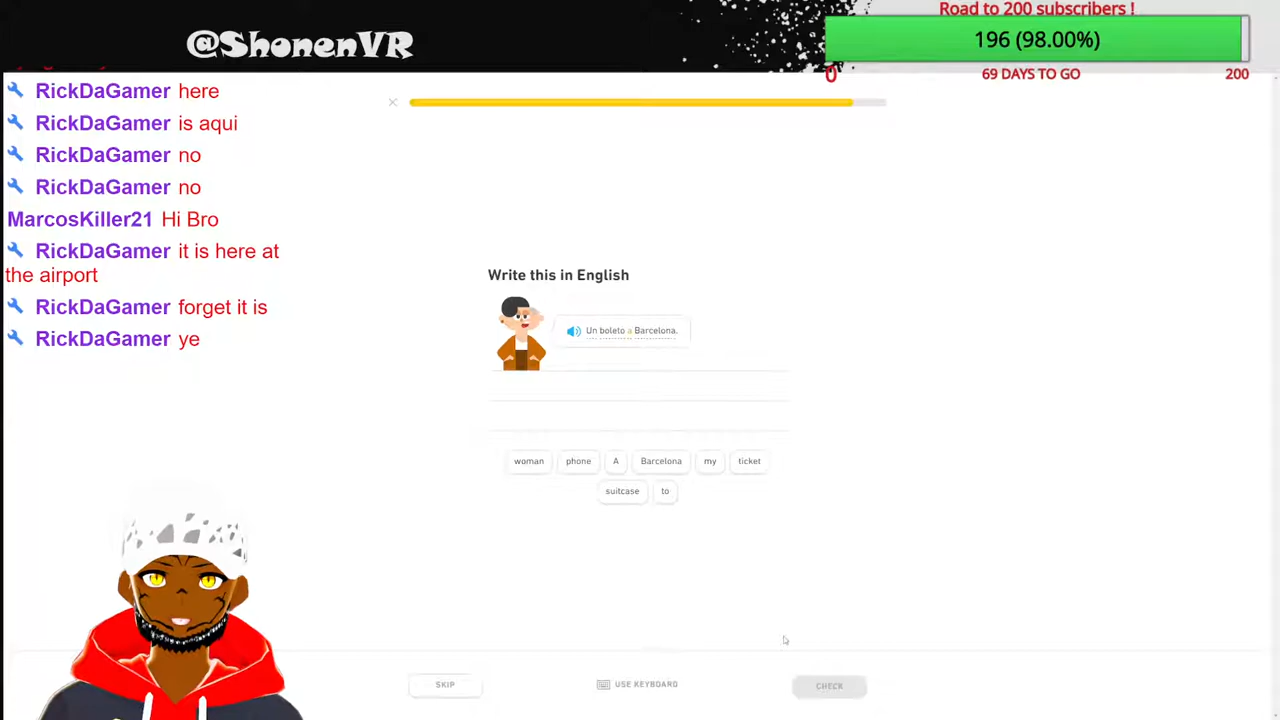 @ShonenVR
Road to 200 subscribers !
196 (98.00%)
0
69 DAYS TO GO
200
RickDaGamer here
RickDaGamer is aqui
RickDaGamer no
RickDaGamer no
MarcosKiller21 Hi Bro
RickDaGamer it is here at
the airport
RickDaGamer forget it is
RickDaGamer ye
Write this in English
Un boleto a Barcelona.
woman phone A Barcelona my ticket
suitcase to
SKIP
USE KEYBOARD
CHECK